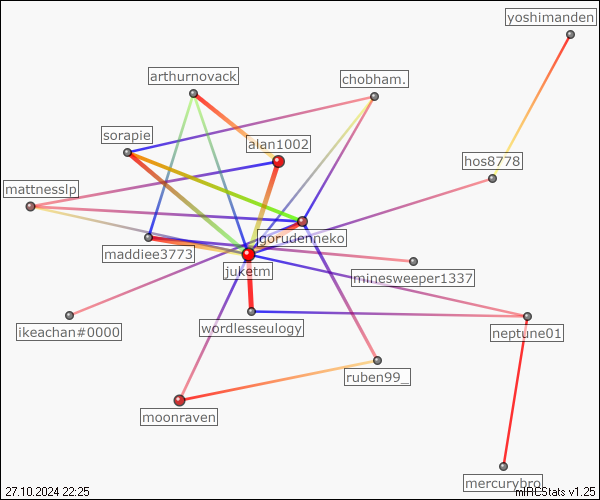 yoshimanden
arthurnovack
chobham.
sorapie
alan1002
hos8778
mattnesslp
gorudenneko
maddiee3773
juketm
minesweeper1337
ikeachan#0000
wordlesseulogy
neptune01
ruben99_
moonraven
mercurybro
27.10.2024 22:25
mIRCStats v1.25